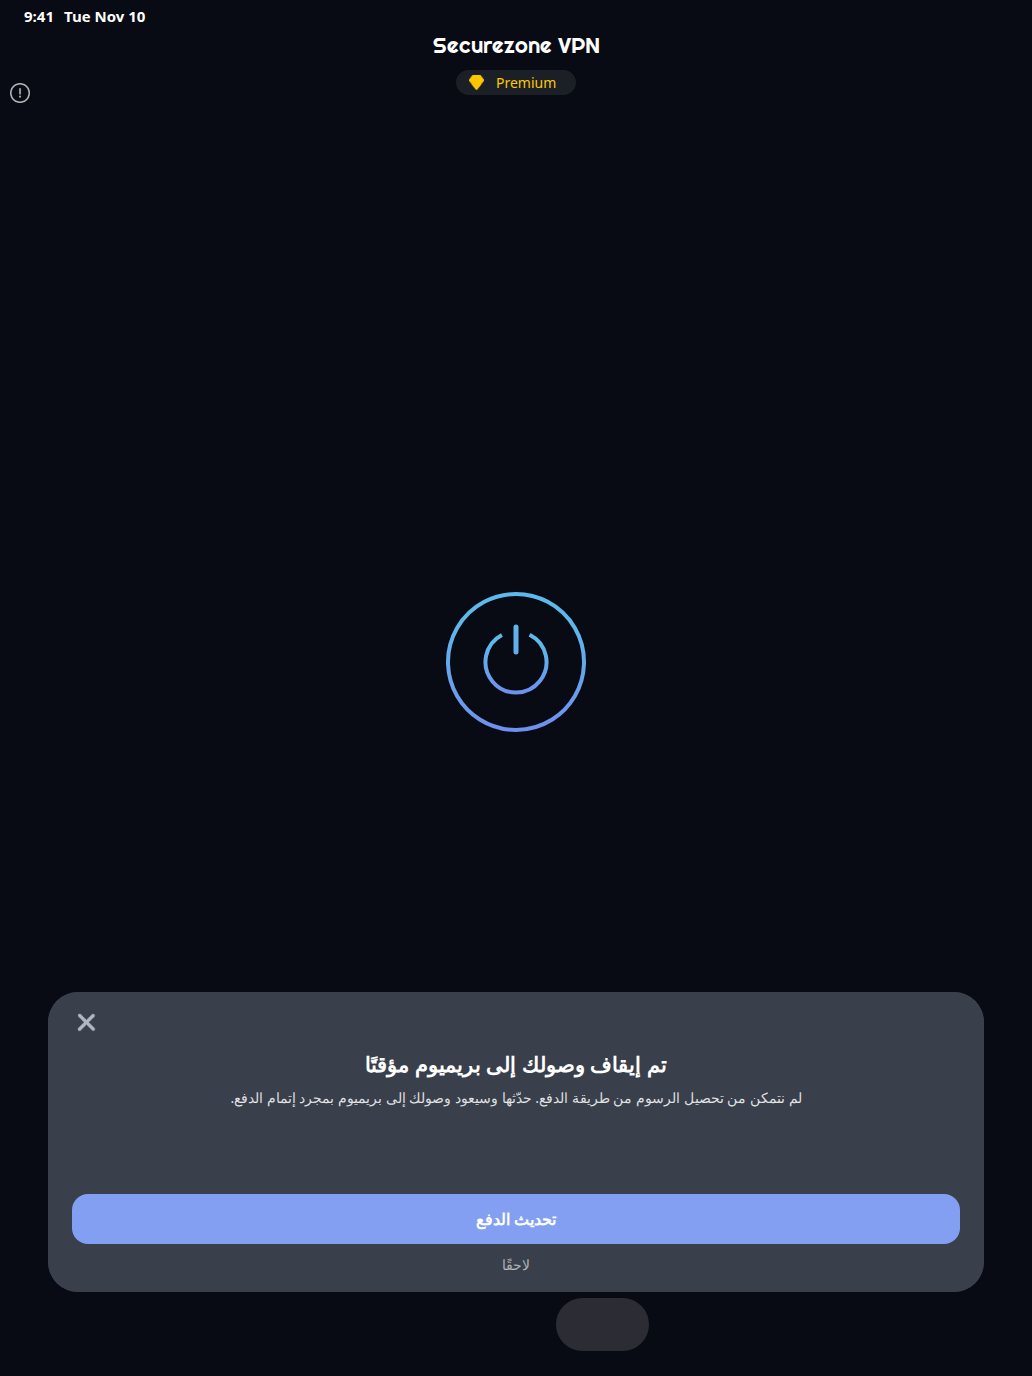 9:41 Tue Nov 10
Securezone VPN
Premium
تم إيقاف وصولك إلى بريميوم مؤقتًا
لم نتمكن من تحصيل الرسوم من طريقة الدفع. حدّثها وسيعود وصولك إلى بريميوم بمجرد إتمام الدفع.
تحديث الدفع
لاحقًا